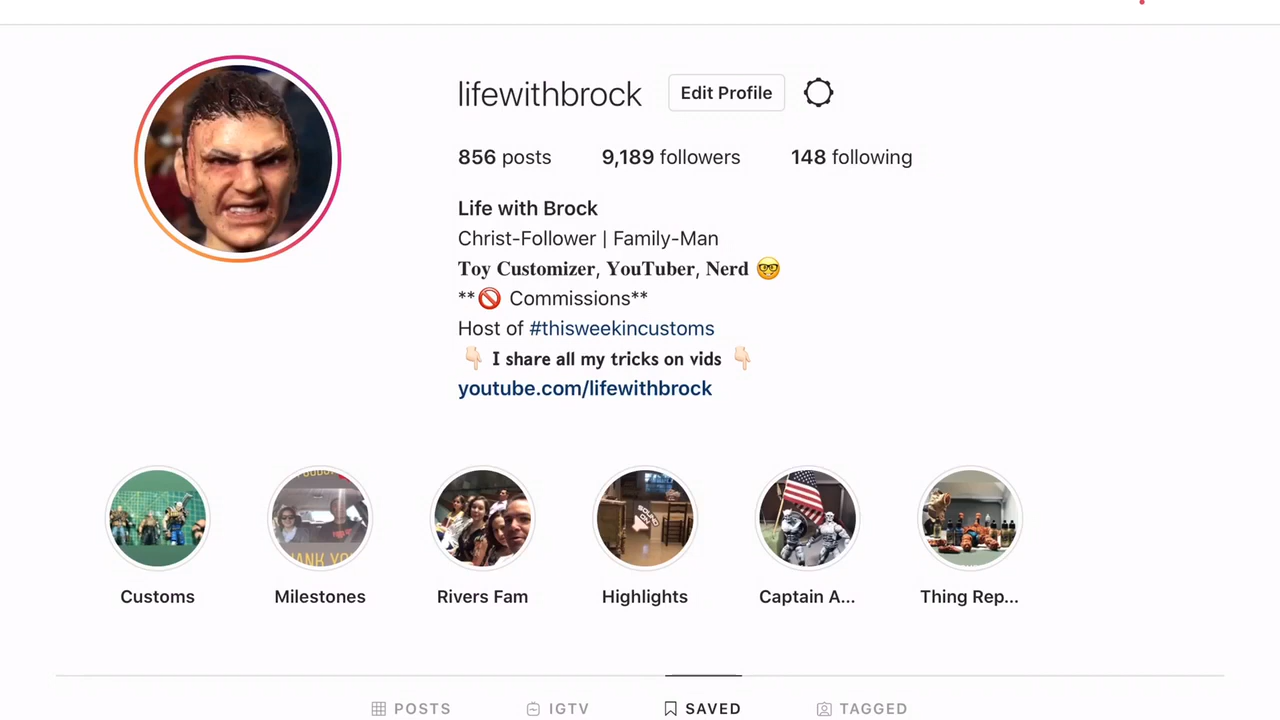 lifewithbrock Edit Profile
856 posts 9,189 followers 148 following
Life with Brock
Christ-Follower | Family-Man
Toy Customizer, YouTuber, Nerd 🤓
**🚫 Commissions**
Host of #thisweekincustoms
👇🏻 I share all my tricks on vids 👇🏻
youtube.com/lifewithbrock
SOUND ON
Customs Milestones Rivers Fam Highlights Captain A... Thing Rep...
POSTS IGTV SAVED TAGGED